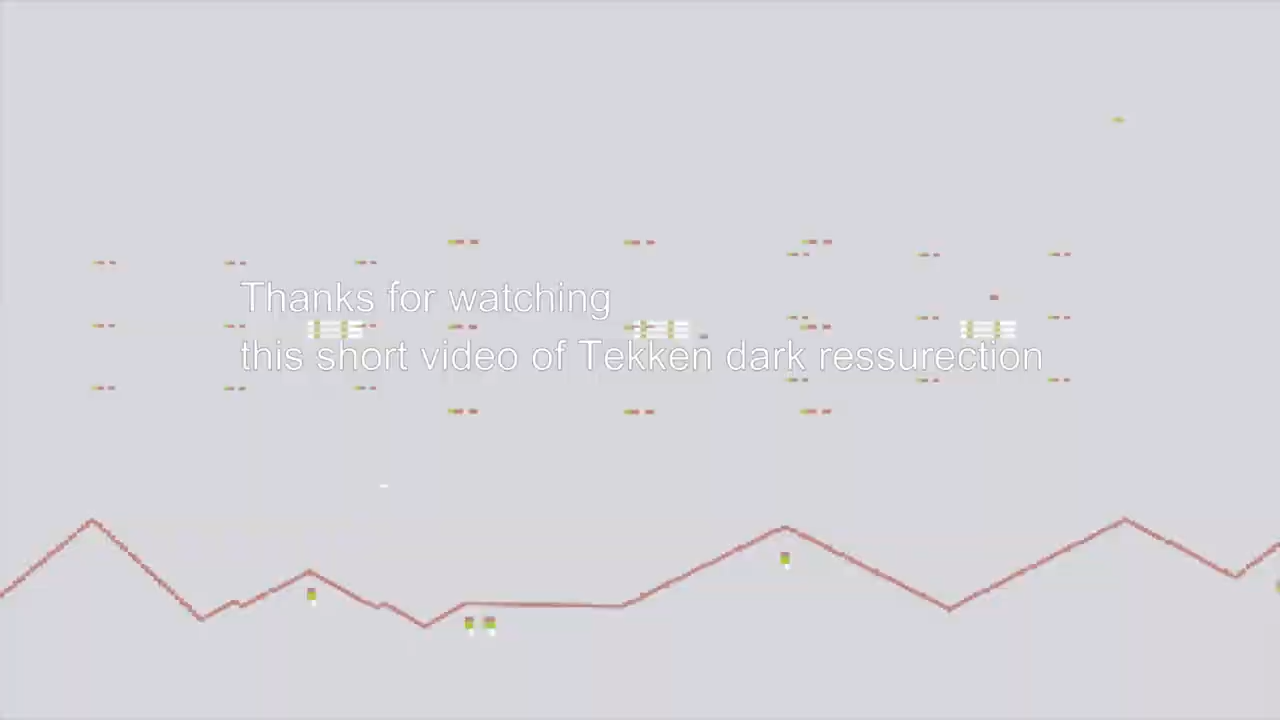 Thanks for watching
this short video of Tekken dark ressurection